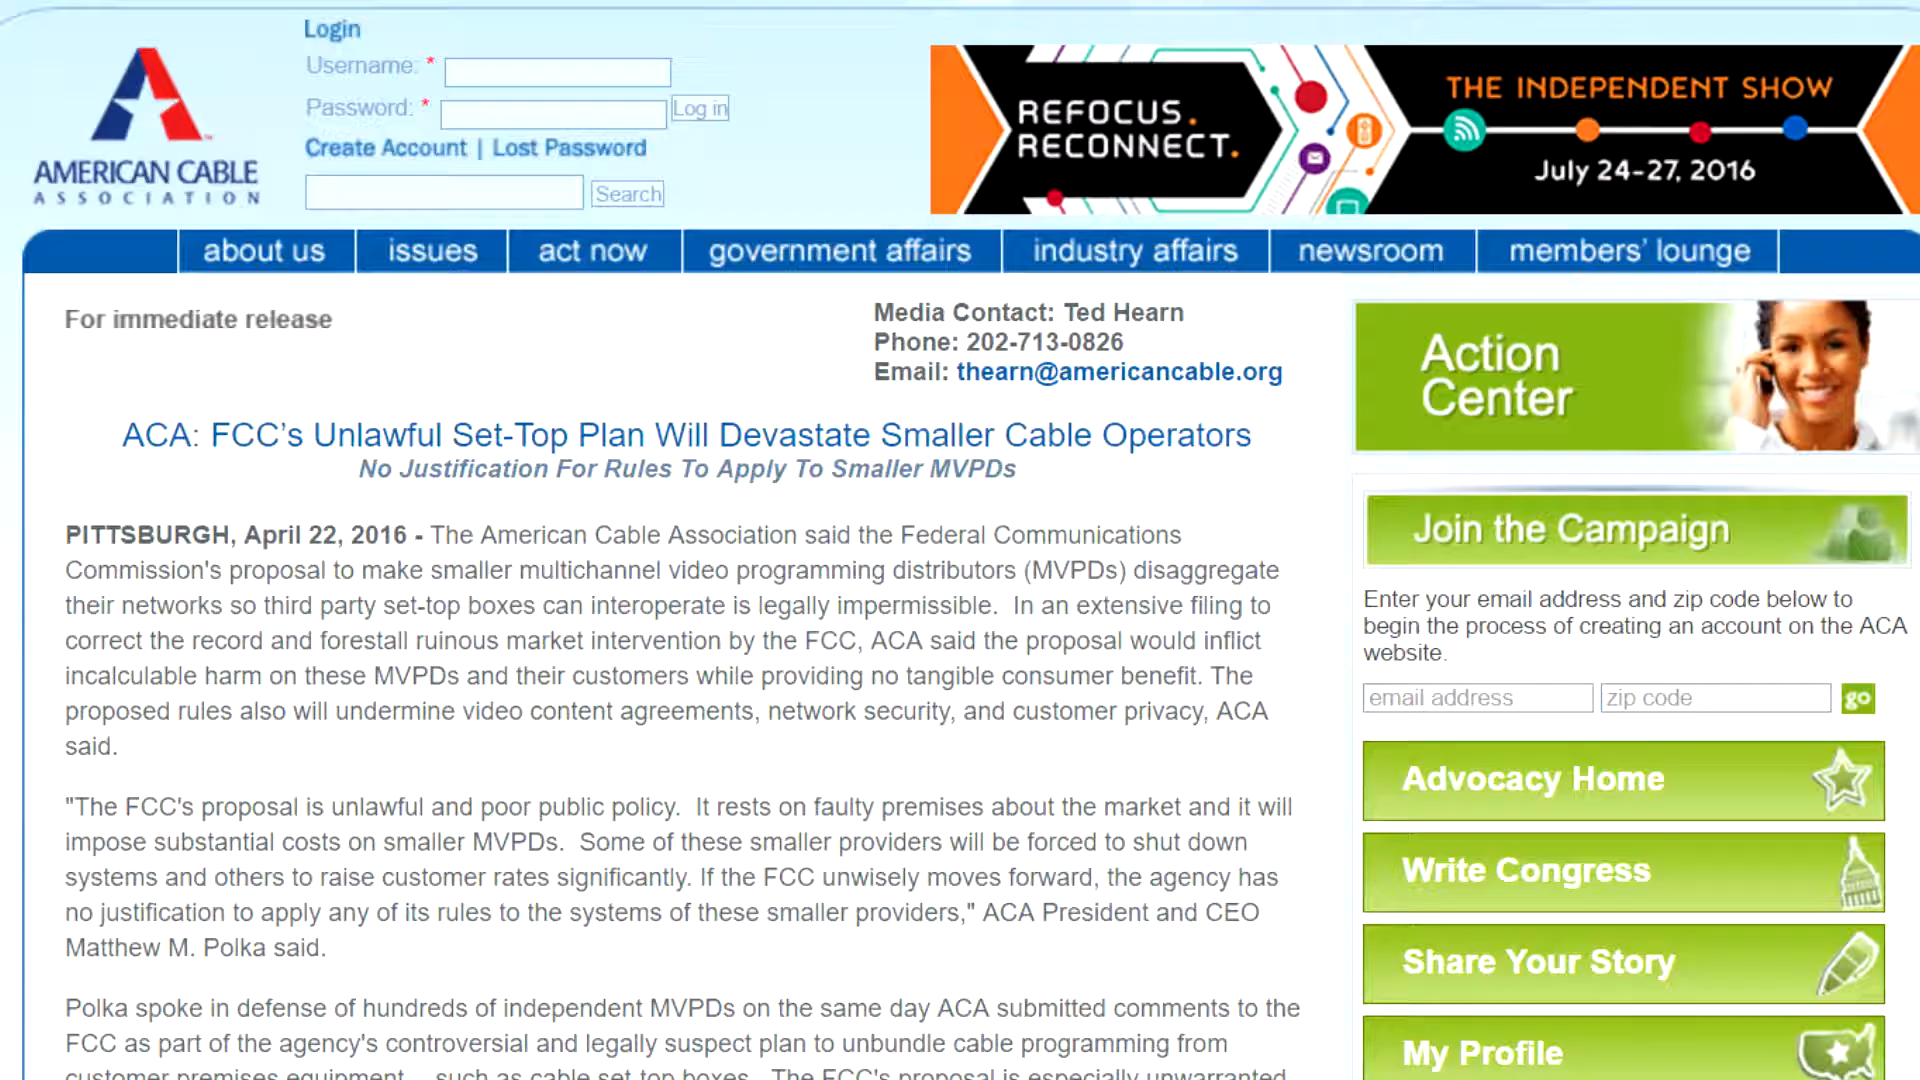 Login
Username: *
Password: *
Log in
Create Account | Lost Password
Search
AMERICAN CABLE
ASSOCIATION
REFOCUS.
RECONNECT.
THE INDEPENDENT SHOW
July 24-27, 2016
about us
issues
act now
government affairs
industry affairs
newsroom
members' lounge
For immediate release
Media Contact: Ted Hearn
Phone: 202-713-0826
Email: thearn@americancable.org
ACA: FCC's Unlawful Set-Top Plan Will Devastate Smaller Cable Operators
No Justification For Rules To Apply To Smaller MVPDs
PITTSBURGH, April 22, 2016 - The American Cable Association said the Federal Communications
Commission's proposal to make smaller multichannel video programming distributors (MVPDs) disaggregate
their networks so third party set-top boxes can interoperate is legally impermissible.  In an extensive filing to
correct the record and forestall ruinous market intervention by the FCC, ACA said the proposal would inflict
incalculable harm on these MVPDs and their customers while providing no tangible consumer benefit. The
proposed rules also will undermine video content agreements, network security, and customer privacy, ACA
said.
"The FCC's proposal is unlawful and poor public policy.  It rests on faulty premises about the market and it will
impose substantial costs on smaller MVPDs.  Some of these smaller providers will be forced to shut down
systems and others to raise customer rates significantly. If the FCC unwisely moves forward, the agency has
no justification to apply any of its rules to the systems of these smaller providers," ACA President and CEO
Matthew M. Polka said.
Polka spoke in defense of hundreds of independent MVPDs on the same day ACA submitted comments to the
FCC as part of the agency's controversial and legally suspect plan to unbundle cable programming from
customer premises equipment    such as cable set top boxes.  The FCC's proposal is especially unwarranted
Action
Center
Join the Campaign
Enter your email address and zip code below to
begin the process of creating an account on the ACA
website.
email address
zip code
go
Advocacy Home
Write Congress
Share Your Story
My Profile